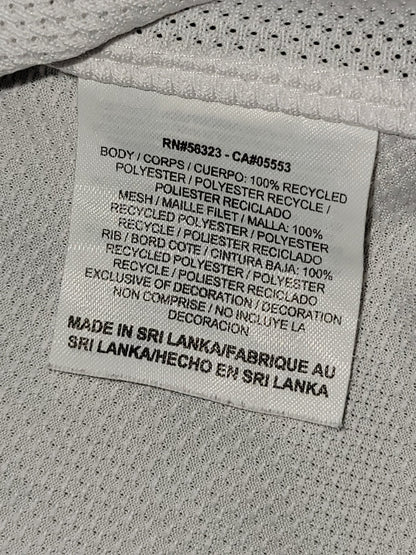 RN#56323 - CA#05553
BODY / CORPS / CUERPO: 100% RECYCLED
POLYESTER / POLYESTER RECYCLE /
POLIESTER RECICLADO
MESH / MAILLE FILET / MALLA: 100%
RECYCLED POLYESTER / POLYESTER
RECYCLE / POLIESTER RECICLADO
RIB / BORD COTE / CINTURA BAJA: 100%
RECYCLED POLYESTER / POLYESTER
RECYCLE / POLIESTER RECICLADO
EXCLUSIVE OF DECORATION / DECORATION
NON COMPRISE / NO INCLUYE LA
DECORACION
MADE IN SRI LANKA/FABRIQUE AU
SRI LANKA/HECHO EN SRI LANKA